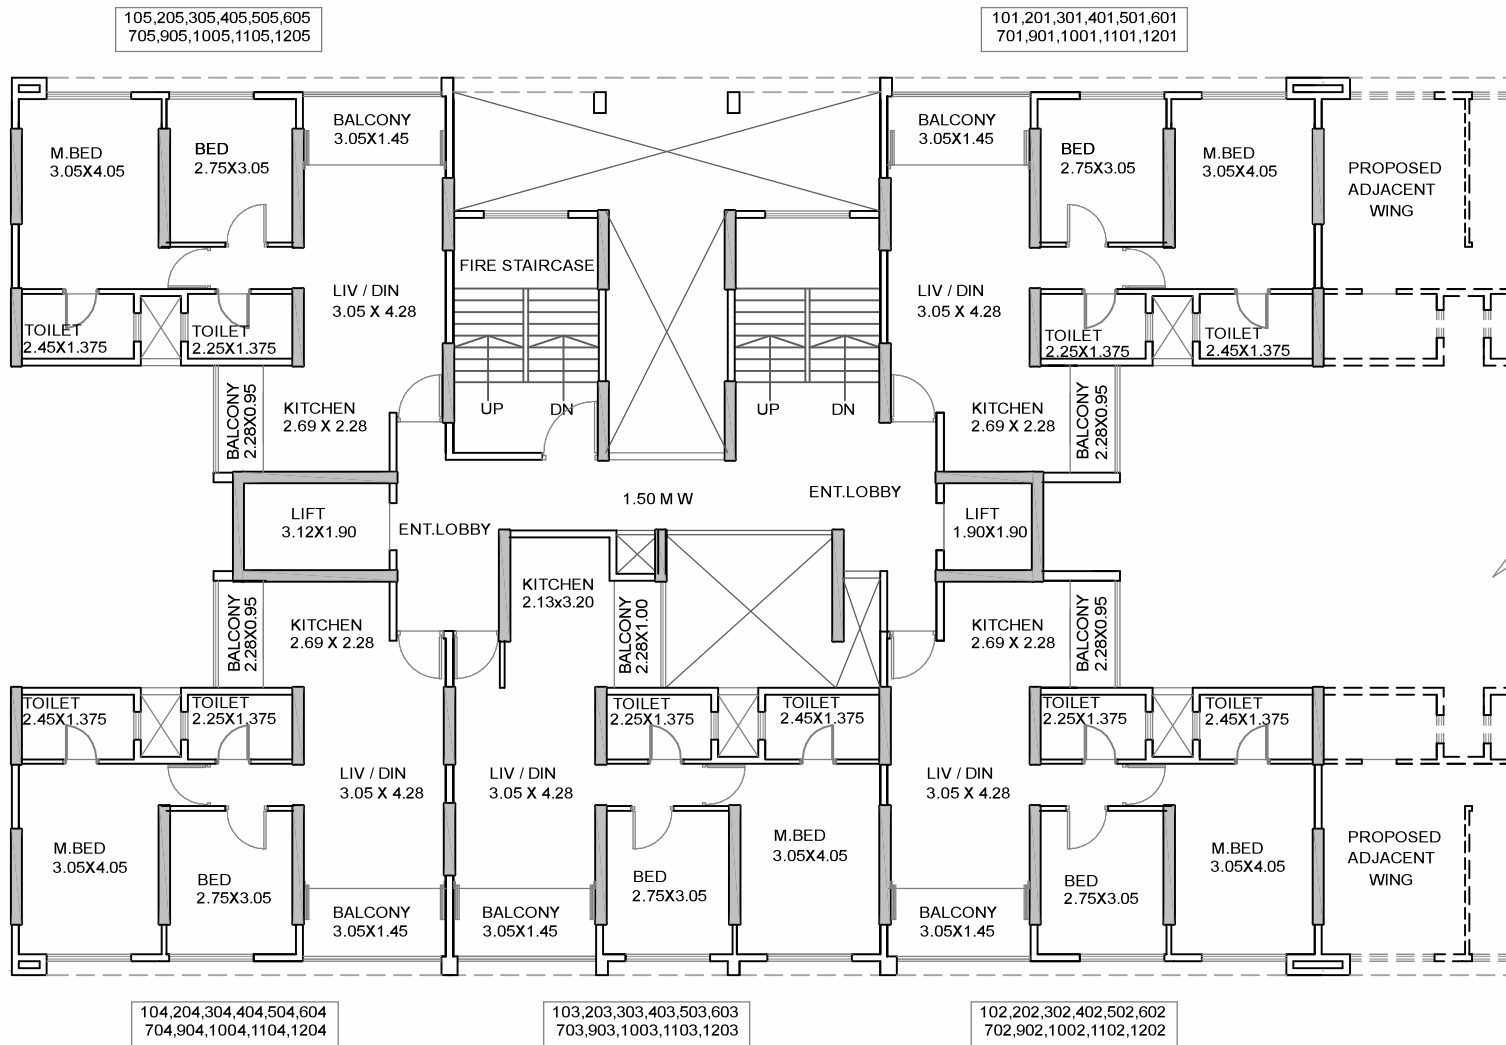 105,205,305,405,505,605
705,905,1005,1105,1205
101,201,301,401,501,601
701,901,1001,1101,1201
M.BED
3.05X4.05
BED
2.75X3.05
BALCONY
3.05X1.45
BALCONY
3.05X1.45
BED
2.75X3.05
M.BED
3.05X4.05
PROPOSED
ADJACENT
WING
FIRE STAIRCASE
LIV / DIN
3.05 X 4.28
LIV / DIN
3.05 X 4.28
TOILET
2.45X1.375
TOILET
2.25X1.375
TOILET
2.25X1.375
TOILET
2.45X1.375
BALCONY
2.28X0.95
KITCHEN
2.69 X 2.28
UP
DN
UP
DN
KITCHEN
2.69 X 2.28
BALCONY
2.28X0.95
LIFT
3.12X1.90
ENT.LOBBY
1.50 M W
ENT.LOBBY
LIFT
1.90X1.90
BALCONY
2.28X0.95
KITCHEN
2.69 X 2.28
KITCHEN
2.13x3.20
BALCONY
2.28X1.00
KITCHEN
2.69 X 2.28
BALCONY
2.28X0.95
TOILET
2.45X1.375
TOILET
2.25X1.375
TOILET
2.25X1.375
TOILET
2.45X1.375
TOILET
2.25X1.375
TOILET
2.45X1.375
LIV / DIN
3.05 X 4.28
LIV / DIN
3.05 X 4.28
LIV / DIN
3.05 X 4.28
M.BED
3.05X4.05
BED
2.75X3.05
BED
2.75X3.05
M.BED
3.05X4.05
BED
2.75X3.05
M.BED
3.05X4.05
PROPOSED
ADJACENT
WING
BALCONY
3.05X1.45
BALCONY
3.05X1.45
BALCONY
3.05X1.45
104,204,304,404,504,604
704,904,1004,1104,1204
103,203,303,403,503,603
703,903,1003,1103,1203
102,202,302,402,502,602
702,902,1002,1102,1202